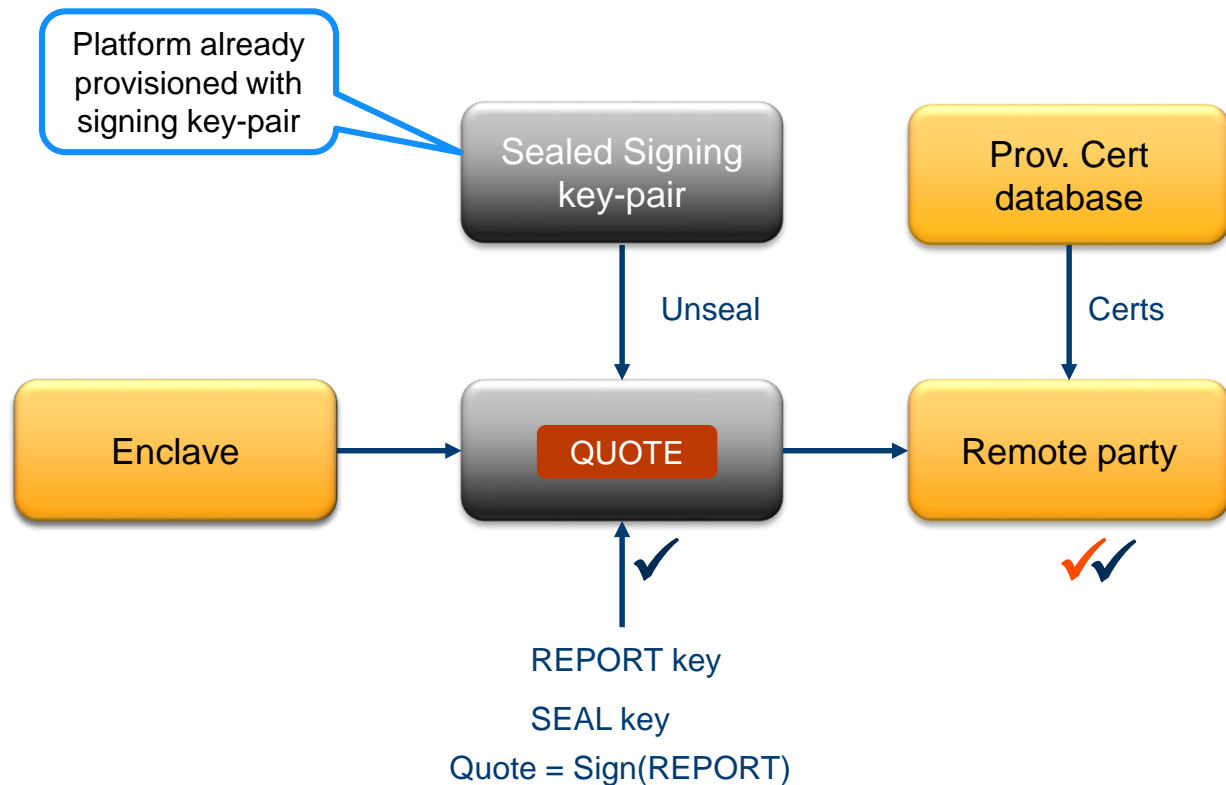 Platform already
provisioned with
signing key-pair
Sealed Signing
key-pair
Prov. Cert
database
Unseal
Certs
Enclave
QUOTE
Remote party
REPORT key
SEAL key
Quote = Sign(REPORT)